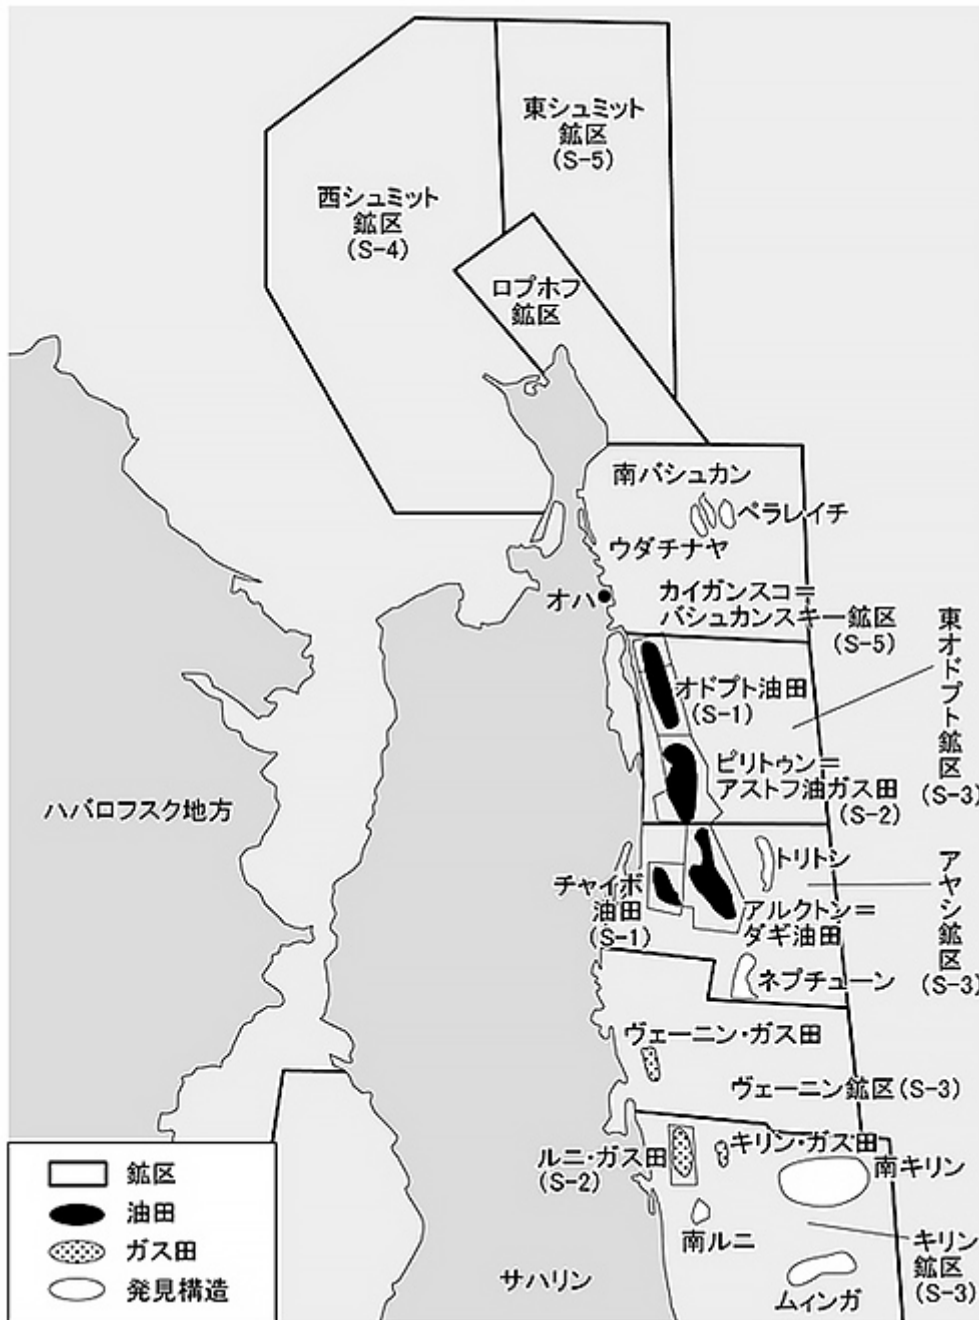 東シュミット
鉱区
(S-5)
西シュミット
鉱区
(S-4)
ロプホフ
鉱区
南バシュカン
ペラレイチ
ウダチナヤ
オハ
カイガンスコ＝
バシュカンスキー鉱区
(S-5)
東オドプト鉱区
(S-3)
オドプト油田
(S-1)
ピリトゥン＝
アストフ油ガス田
(S-2)
ハバロフスク地方
トリトン
アヤシ鉱区
(S-3)
チャイボ
油田
(S-1)
アルクトン＝
ダギ油田
ネプチューン
ヴェーニン・ガス田
ヴェーニン鉱区(S-3)
ルニ・ガス田
(S-2)
キリン・ガス田
南キリン
南ルニ
キリン
鉱区
(S-3)
ムィンガ
サハリン
鉱区
油田
ガス田
発見構造